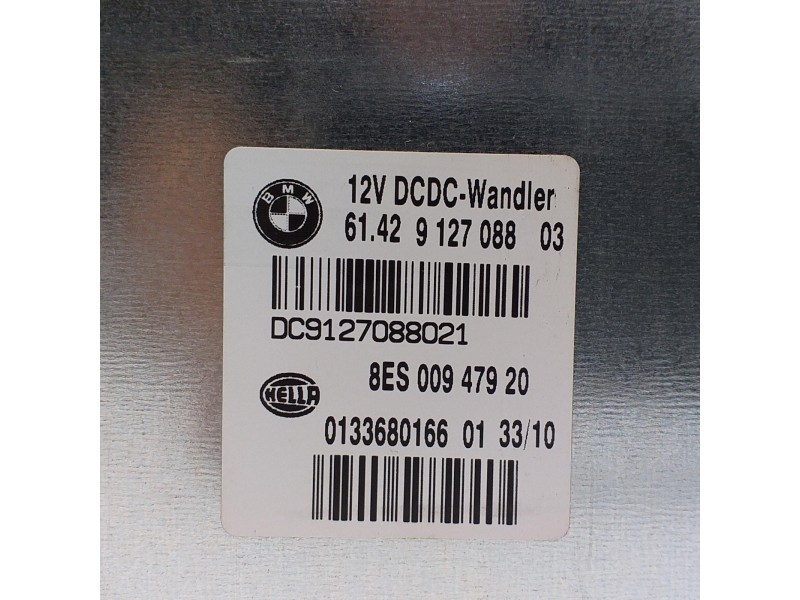 BMW
12V DCDC-Wandler
61.42 9 127 088 03
DC9127088021
8ES 009 479 20
HELLA
0133680166 01 33/10